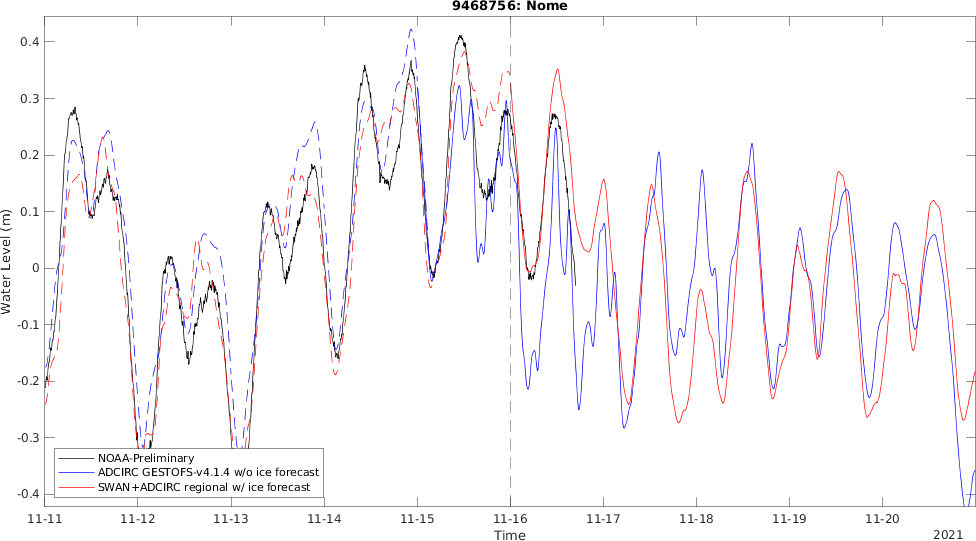 9468756: Nome
Water Level (m)
0.4
0.3
0.2
0.1
0
-0.1
-0.2
-0.3
-0.4
NOAA-Preliminary
ADCIRC GESTOFS-v4.1.4 w/o ice forecast
SWAN+ADCIRC regional w/ ice forecast
11-11 11-12 11-13 11-14 11-15 11-16 11-17 11-18 11-19 11-20
Time
2021